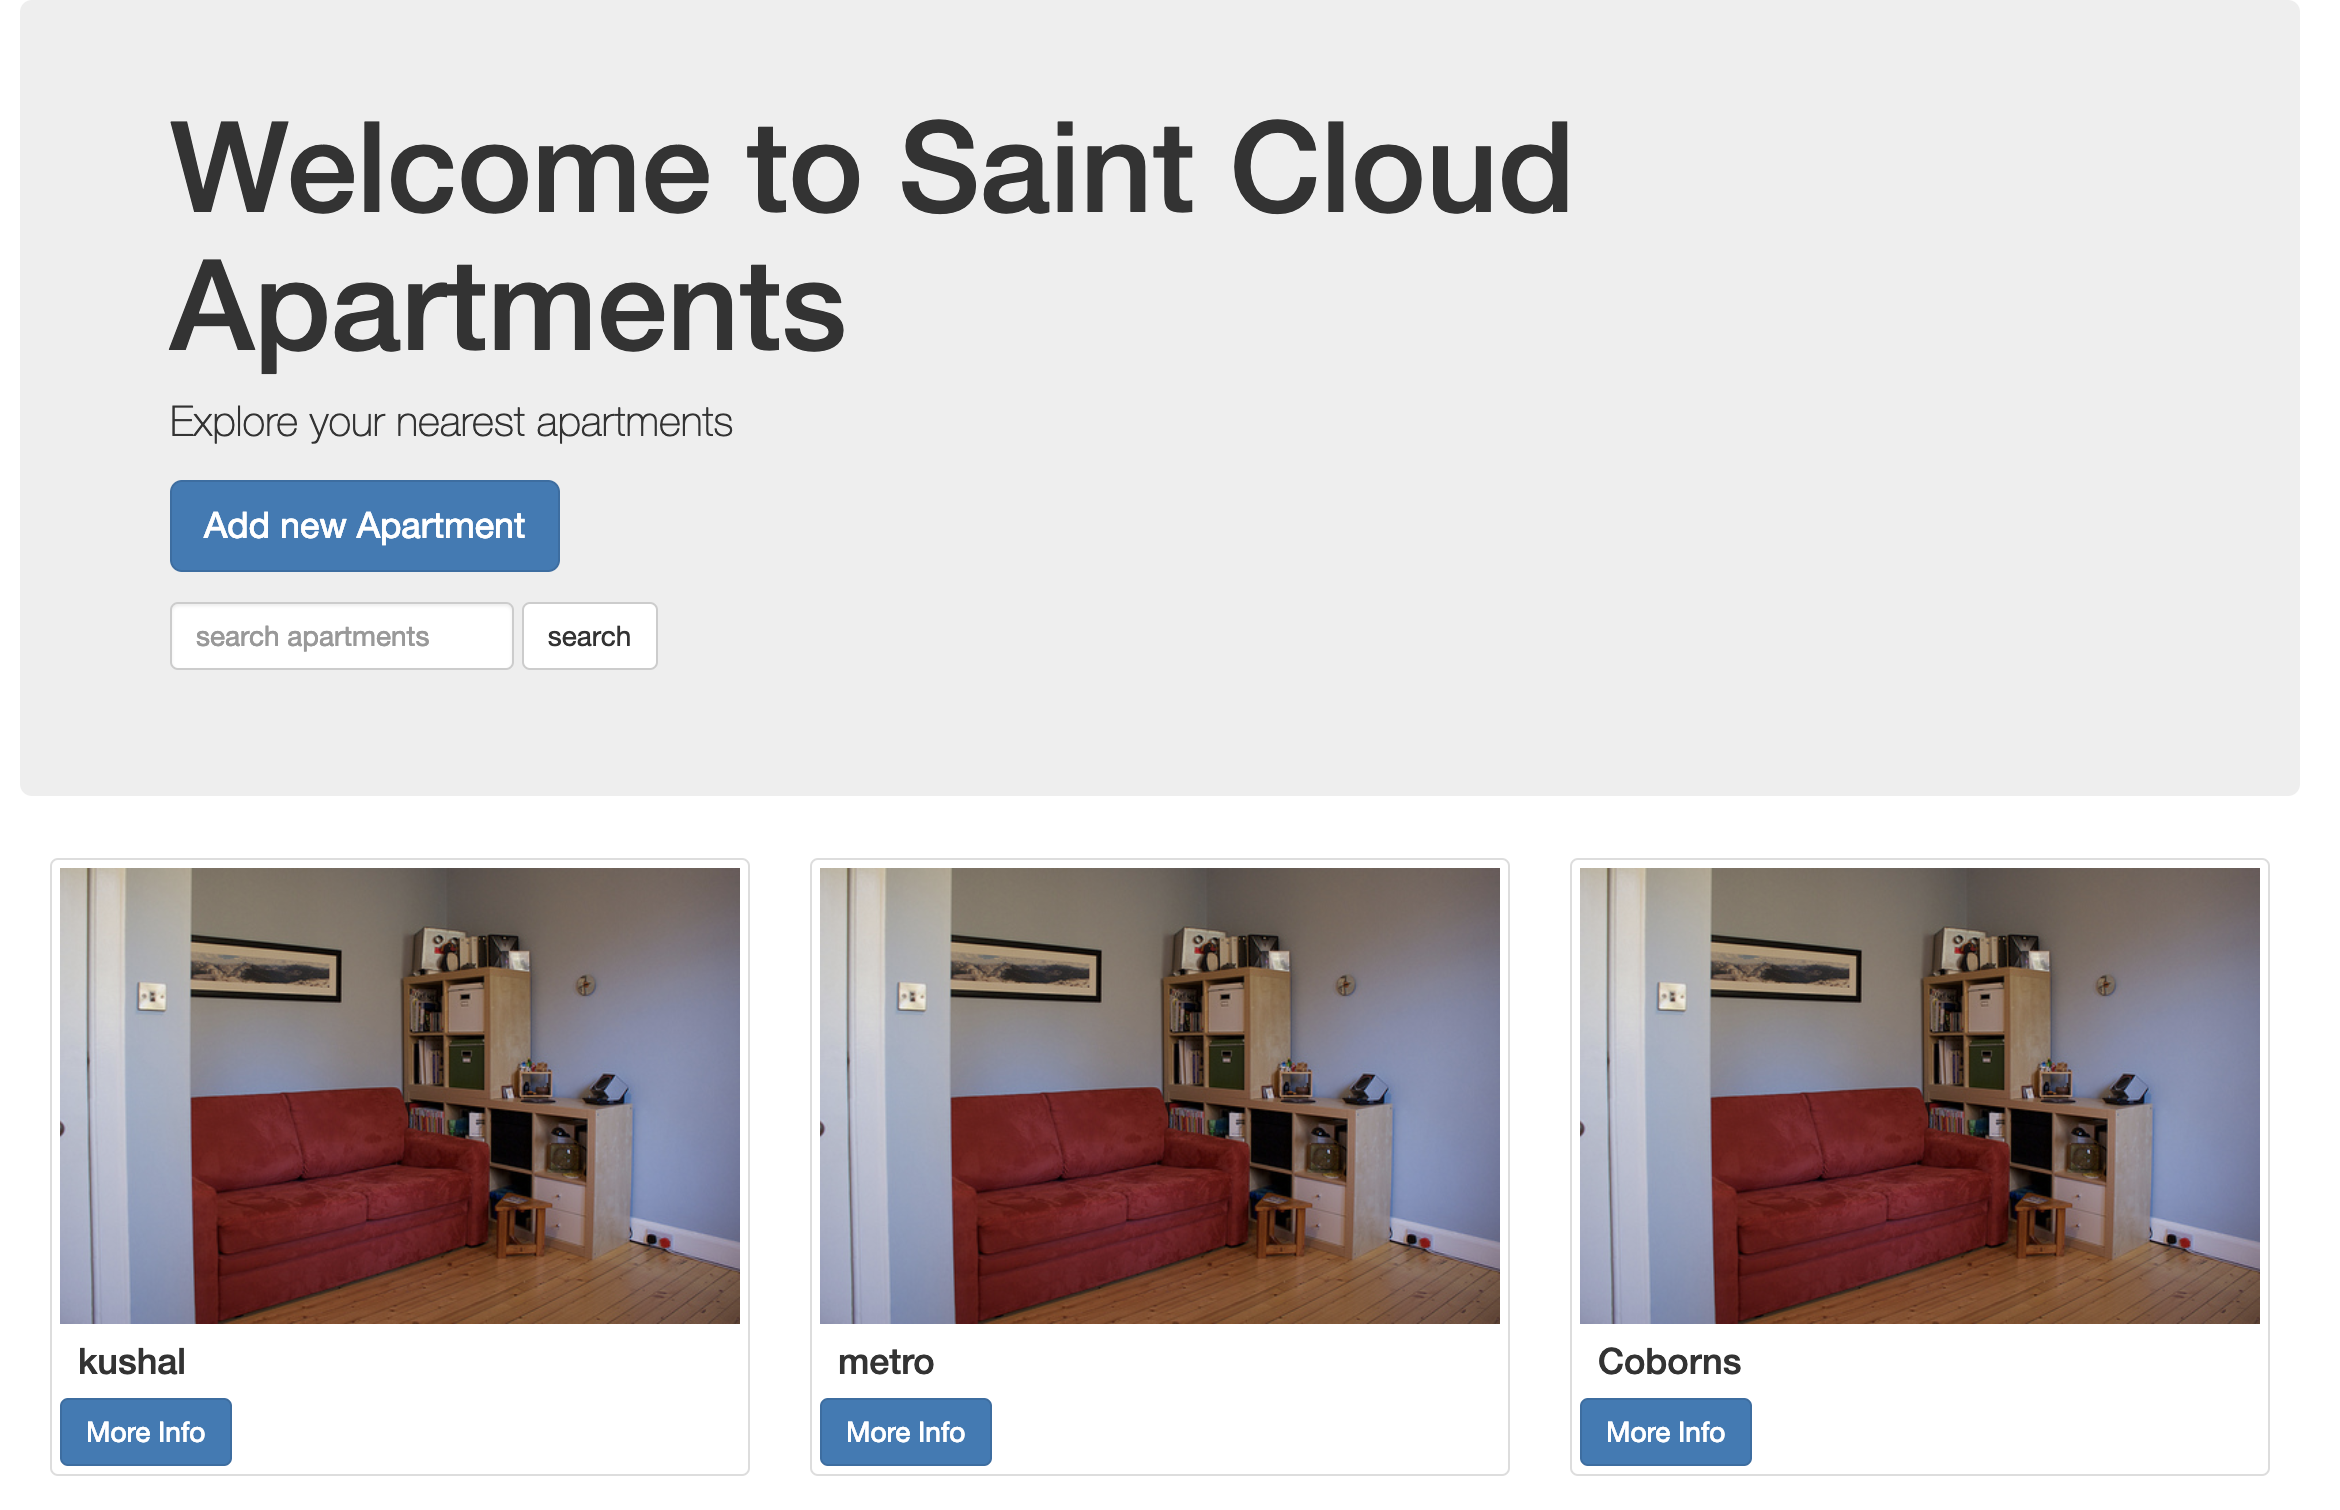 Welcome to Saint Cloud
Apartments
Explore your nearest apartments
Add new Apartment
search apartments search
kushal metro Coborns
More Info More Info More Info